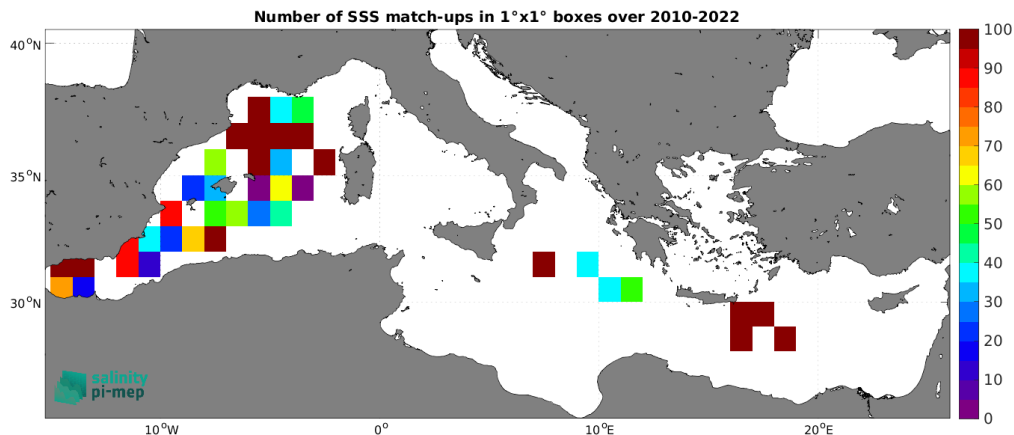 Number of SSS match-ups in 1°x1° boxes over 2010-2022
40°N
35°N
30°N
10°W
0°
10°E
20°E
100
90
80
70
60
50
40
30
20
10
0
salinity
pi-mep